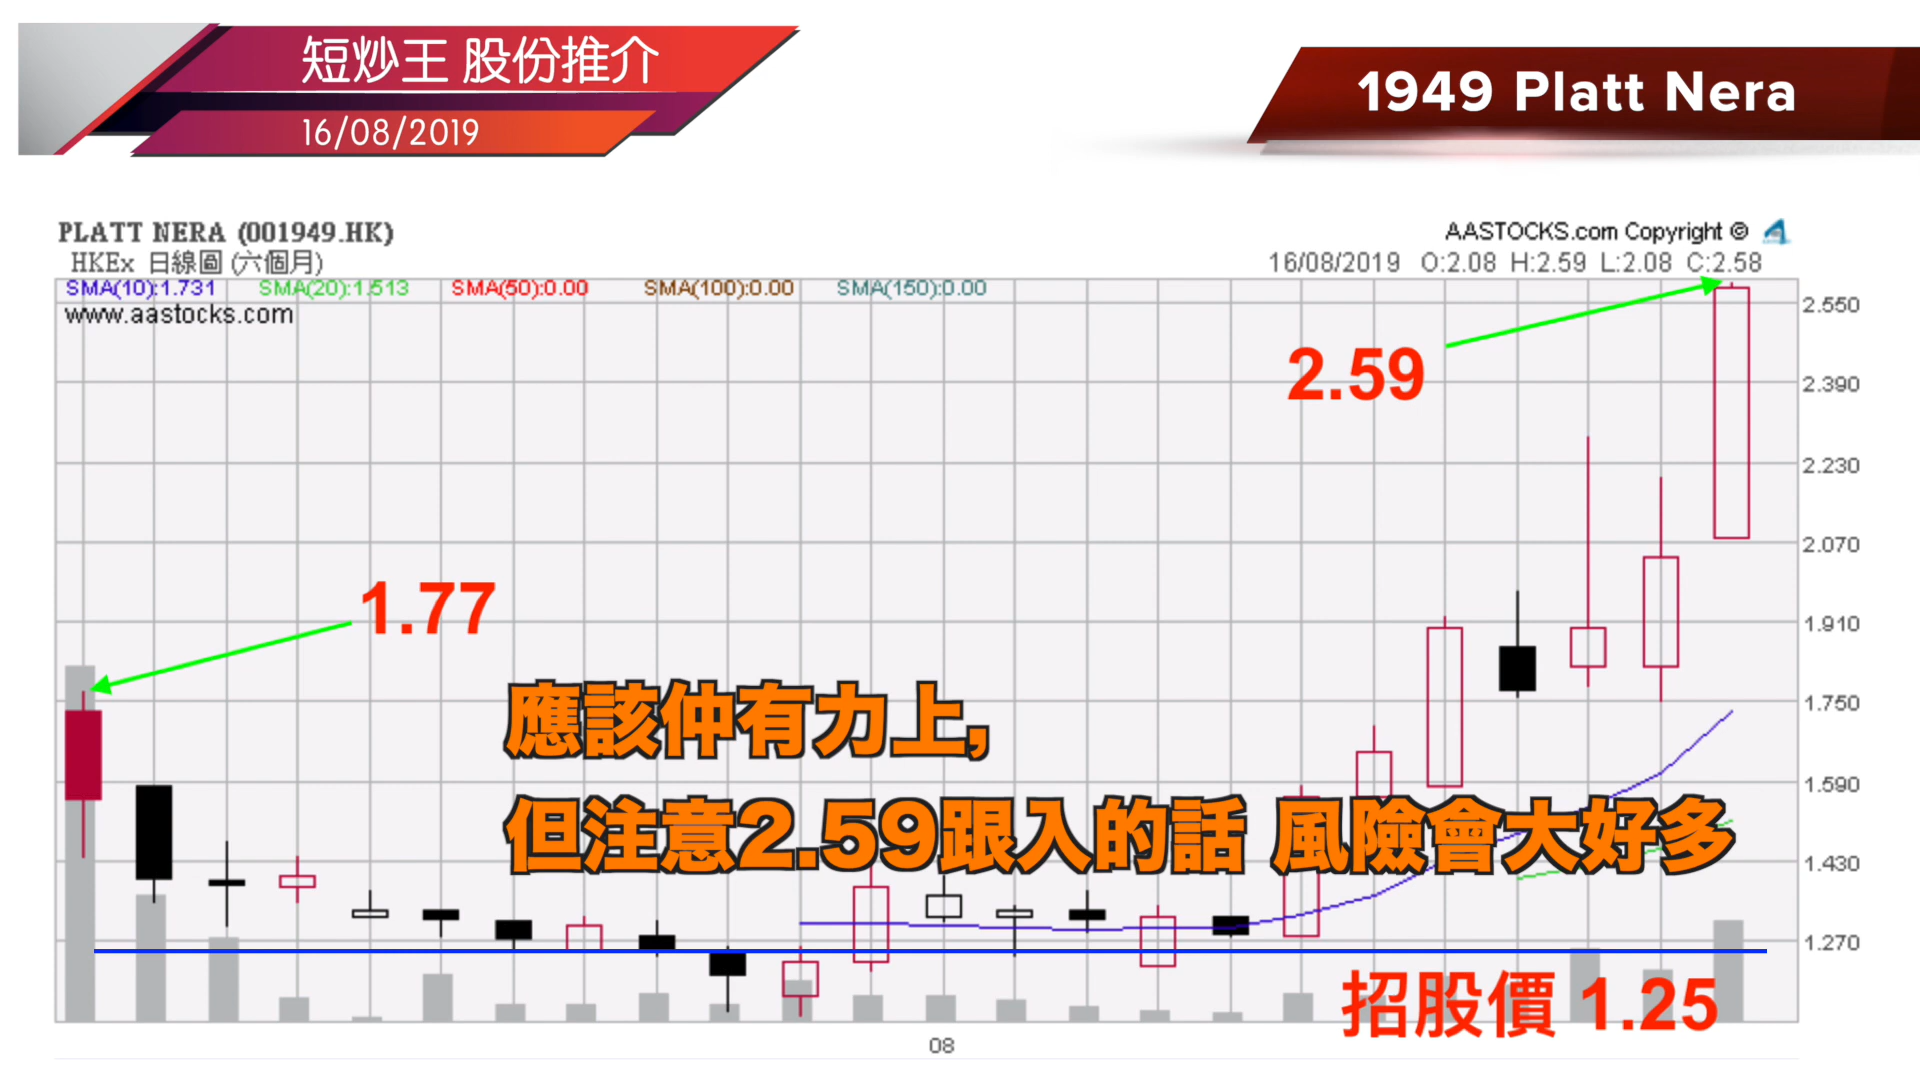 短炒王 股份推介
16/08/2019
1949 Platt Nera
PLATT NERA (001949.HK)
AASTOCKS.com Copyright ©
HKEx 日線圖 (六個月)
16/08/2019 O:2.08 H:2.59 L:2.08 C:2.58
SMA(10):1.731 SMA(20):1.513 SMA(50):0.00 SMA(100):0.00 SMA(150):0.00
www.aastocks.com
2.550
2.59
2.390
2.230
2.070
1.77
1.910
1.750
應該仲有力上,
1.590
但注意2.59跟入的話 風險會大好多
1.430
1.270
招股價 1.25
08